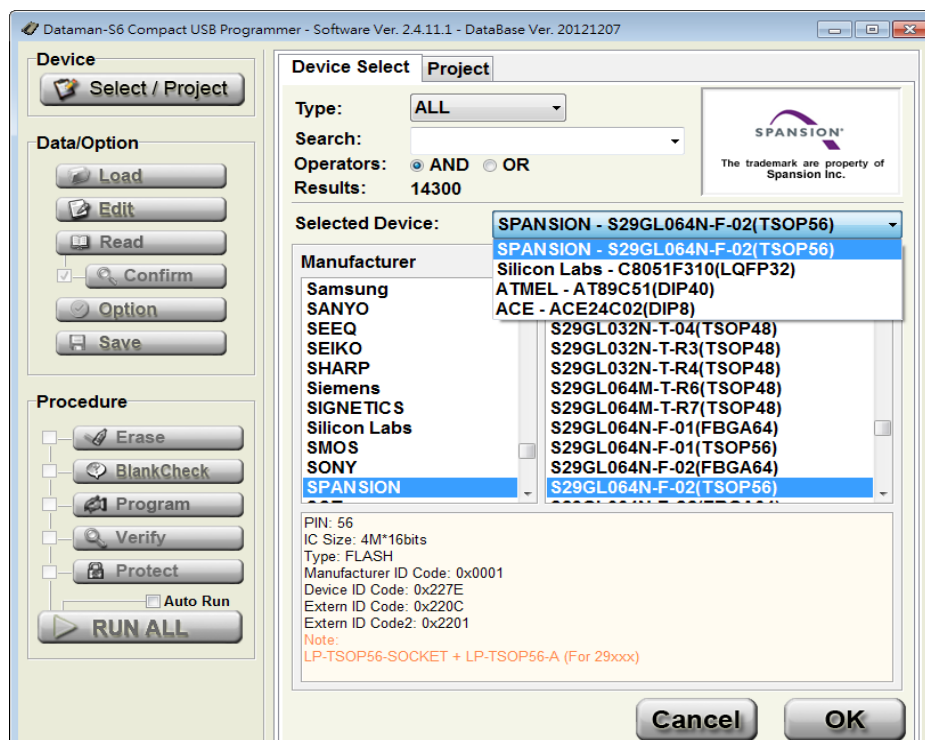 Dataman-S6 Compact USB Programmer - Software Ver. 2.4.11.1 - DataBase Ver. 20121207
Device
Select / Project
Data/Option
Load
Edit
Read
Confirm
Option
Save
Procedure
Erase
BlankCheck
Program
Verify
Protect
Auto Run
RUN ALL
Device Select Project
Type: ALL
Search:
Operators: AND OR
Results: 14300
SPANSION
The trademark are property of
Spansion Inc.
Selected Device: SPANSION - S29GL064N-F-02(TSOP56)
SPANSION - S29GL064N-F-02(TSOP56)
Silicon Labs - C8051F310(LQFP32)
ATMEL - AT89C51(DIP40)
ACE - ACE24C02(DIP8)
Manufacturer
Samsung
SANYO
SEEQ
SEIKO
SHARP
Siemens
SIGNETICS
Silicon Labs
SMOS
SONY
SPANSION
S29GL032N-T-04(TSOP48)
S29GL032N-T-R3(TSOP48)
S29GL032N-T-R4(TSOP48)
S29GL064M-T-R6(TSOP48)
S29GL064M-T-R7(TSOP48)
S29GL064N-F-01(FBGA64)
S29GL064N-F-01(TSOP56)
S29GL064N-F-02(FBGA64)
S29GL064N-F-02(TSOP56)
PIN: 56
IC Size: 4M*16bits
Type: FLASH
Manufacturer ID Code: 0x0001
Device ID Code: 0x227E
Extern ID Code: 0x220C
Extern ID Code2: 0x2201
Note:
LP-TSOP56-SOCKET + LP-TSOP56-A (For 29xxx)
Cancel OK